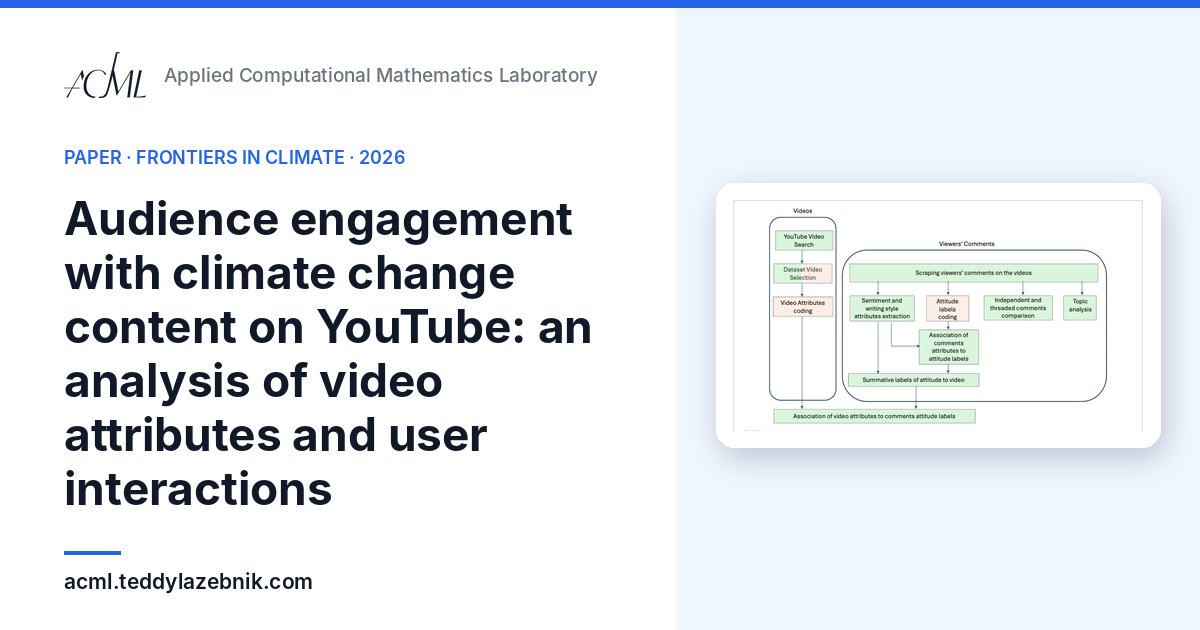 ACML
Applied Computational Mathematics Laboratory
PAPER · FRONTIERS IN CLIMATE · 2026
Audience engagement
with climate change
content on YouTube: an
analysis of video
attributes and user
interactions
acml.teddylazebnik.com
Videos
YouTube Video
Search
Dataset Video
Selection
Video Attributes
coding
Viewers' Comments
Scraping viewers' comments on the videos
Sentiment and
writing style
attributes extraction
Attitude
labels
coding
Independent and
threaded comments
comparison
Topic
analysis
Association of
comments
attributes to
attitude labels
Summative labels of attitude to video
Association of video attributes to comments attitude labels